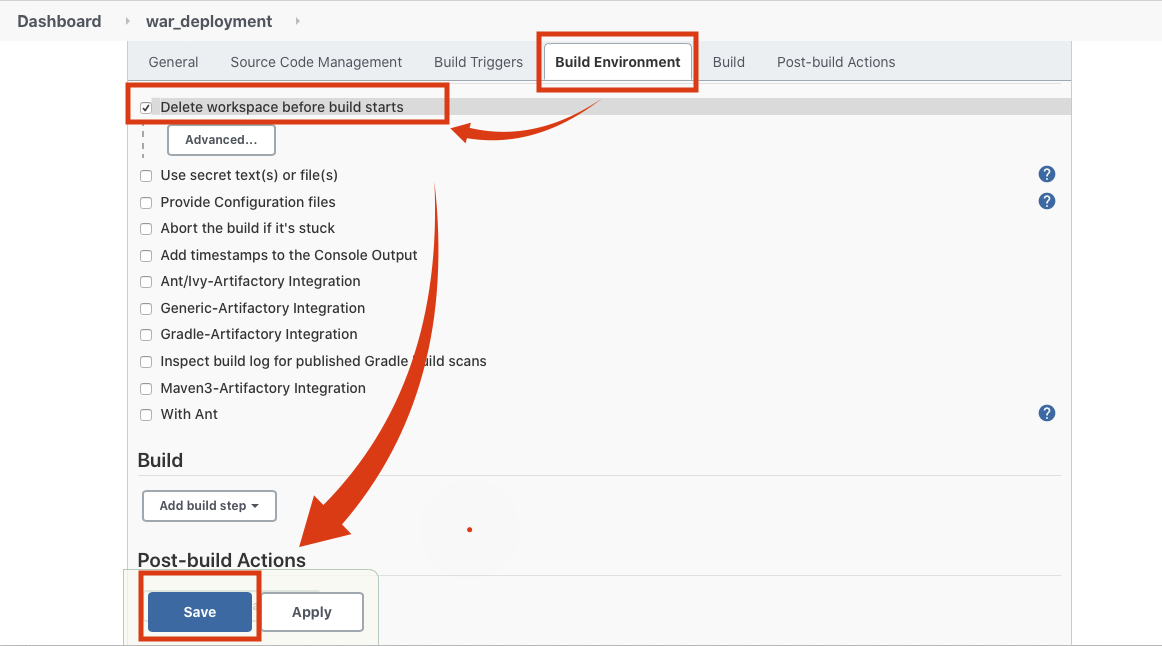 Dashboard war_deployment
General Source Code Management Build Triggers Build Environment Build Post-build Actions
Delete workspace before build starts
Advanced...
Use secret text(s) or file(s) ?
Provide Configuration files ?
Abort the build if it's stuck
Add timestamps to the Console Output
Ant/Ivy-Artifactory Integration
Generic-Artifactory Integration
Gradle-Artifactory Integration
Inspect build log for published Gradle build scans
Maven3-Artifactory Integration
With Ant ?
Build
Add build step
Post-build Actions
Save Apply